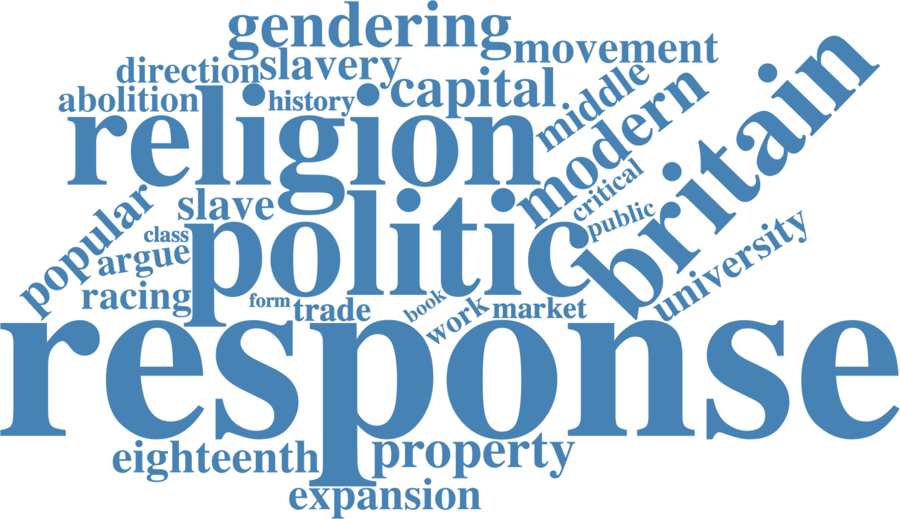 gendering
movement
direction
slavery
abolition
history
capital
middle
religion
modern
britain
critical
popular
slave
public
class
politic
argue
university
racing
form
trade
book
work
market
response
eighteenth
property
expansion